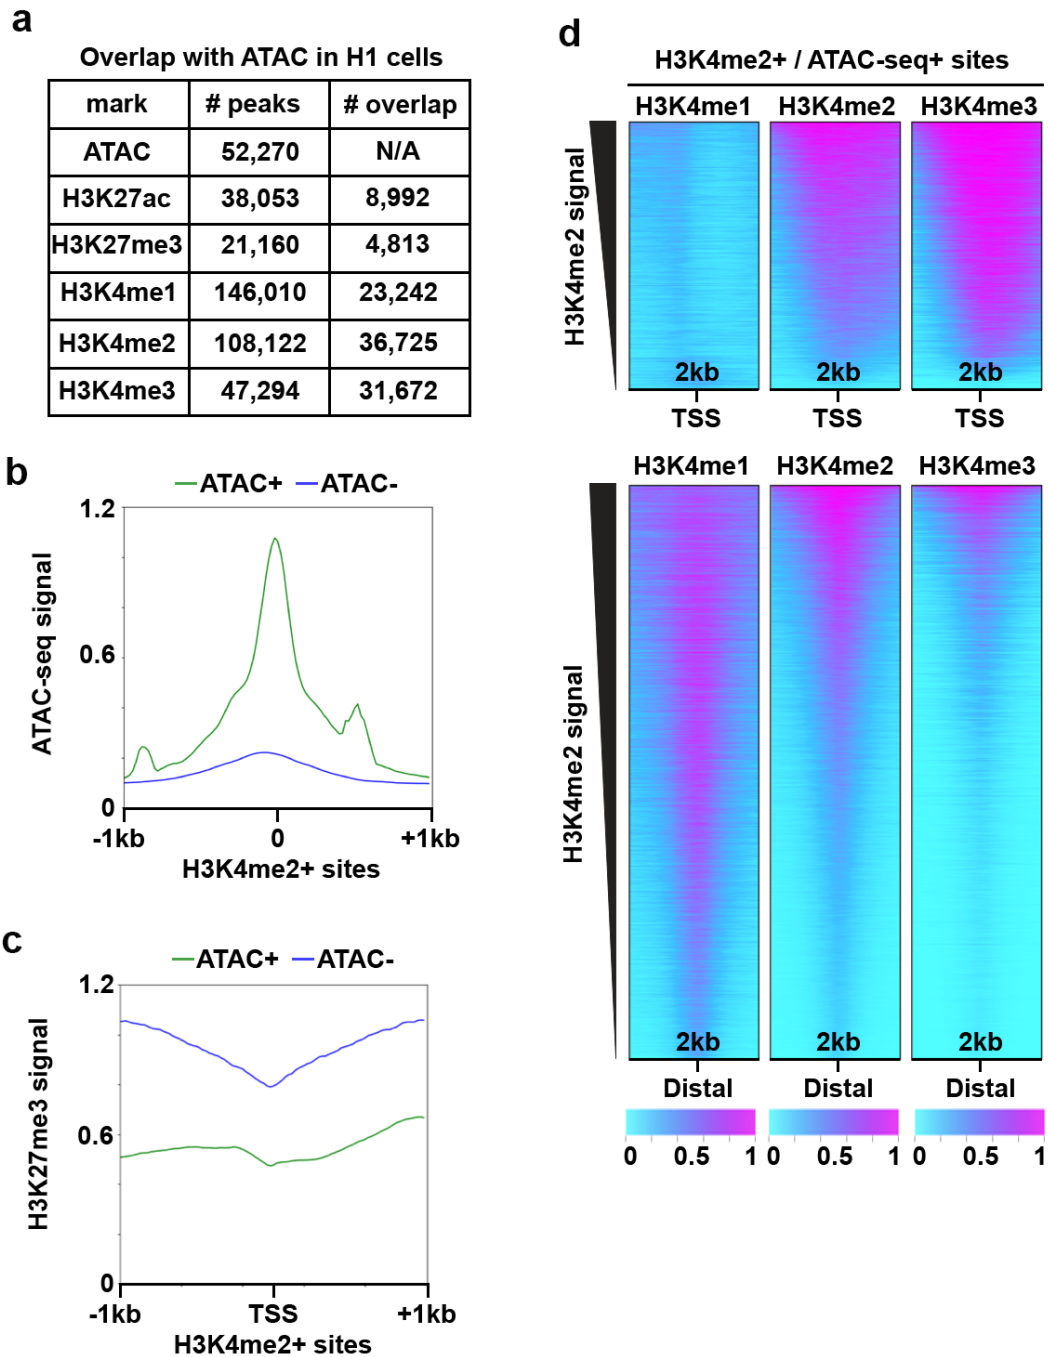 a
Overlap with ATAC in H1 cells
mark # peaks # overlap
ATAC 52,270 N/A
H3K27ac 38,053 8,992
H3K27me3 21,160 4,813
H3K4me1 146,010 23,242
H3K4me2 108,122 36,725
H3K4me3 47,294 31,672
b
ATAC+ ATAC-
1.2
0.6
0
ATAC-seq signal
-1kb 0 +1kb
H3K4me2+ sites
c
ATAC+ ATAC-
1.2
0.6
0
H3K27me3 signal
-1kb TSS +1kb
H3K4me2+ sites
d
H3K4me2+ / ATAC-seq+ sites
H3K4me1 H3K4me2 H3K4me3
H3K4me2 signal
2kb 2kb 2kb
TSS TSS TSS
H3K4me1 H3K4me2 H3K4me3
H3K4me2 signal
2kb 2kb 2kb
Distal Distal Distal
0 0.5 1 0 0.5 1 0 0.5 1